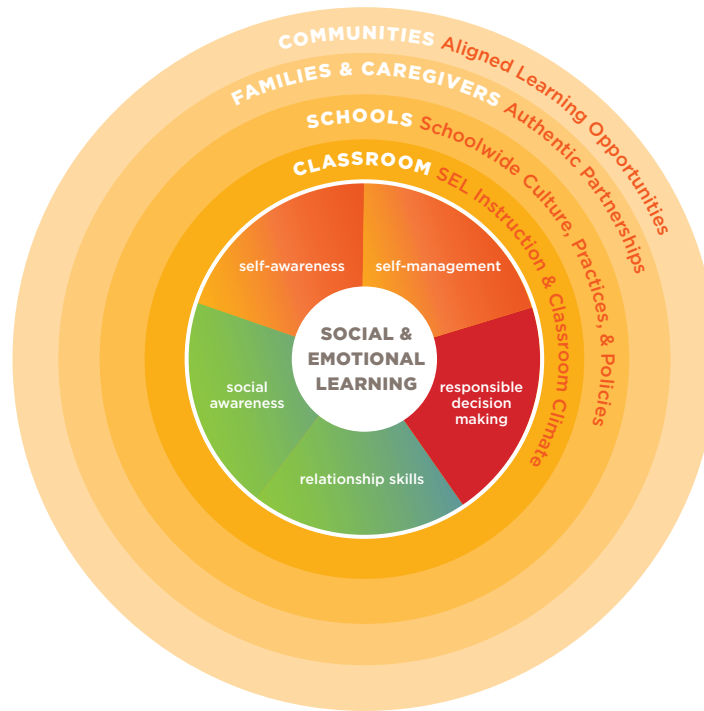 COMMUNITIES Aligned Learning Opportunities
FAMILIES & CAREGIVERS Authentic Partnerships
SCHOOLS Schoolwide Culture, Practices, & Policies
CLASSROOM SEL Instruction & Classroom Climate
self-awareness
self-management
SOCIAL &
EMOTIONAL
LEARNING
social
awareness
responsible
decision
making
relationship skills